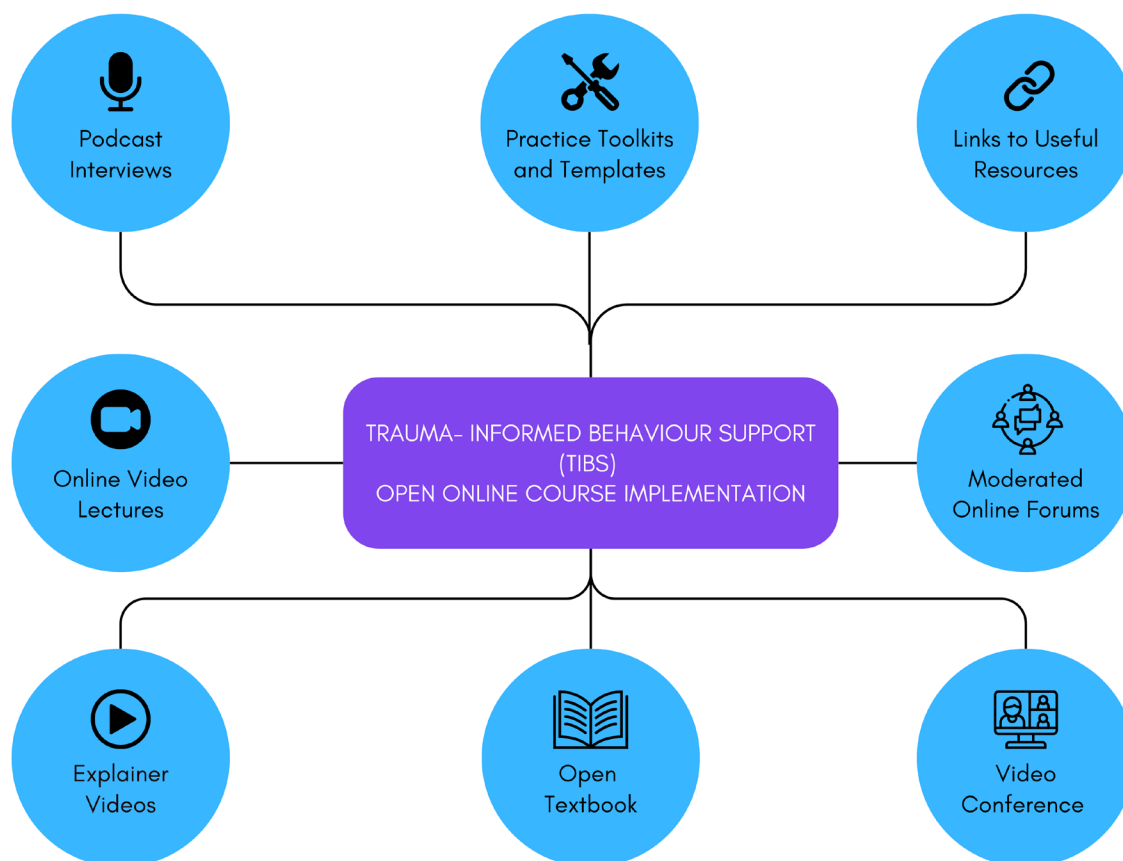 Podcast
Interviews
Practice Toolkits
and Templates
Links to Useful
Resources
Online Video
Lectures
TRAUMA- INFORMED BEHAVIOUR SUPPORT
(TIBS)
OPEN ONLINE COURSE IMPLEMENTATION
Moderated
Online Forums
Explainer
Videos
Open
Textbook
Video
Conference